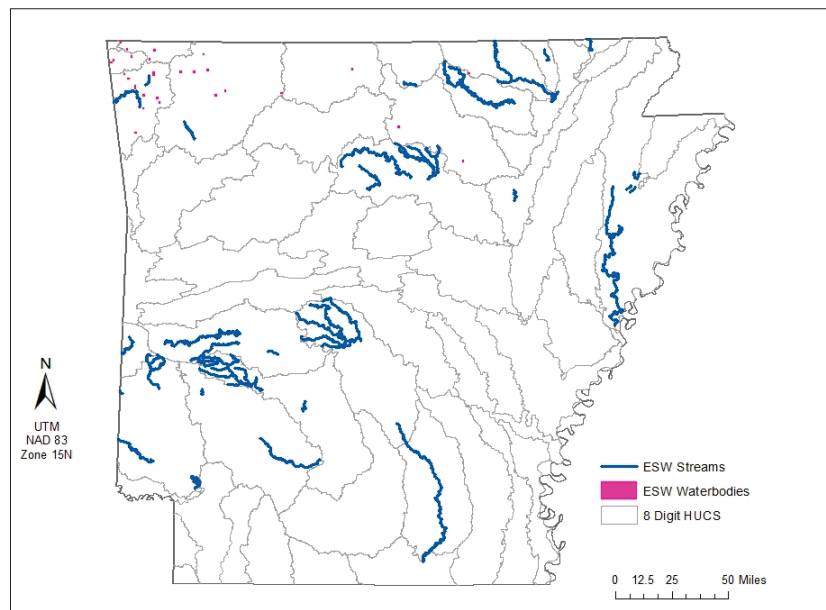 N
UTM
NAD 83
Zone 15N
ESW Streams
ESW Waterbodies
8 Digit HUCS
0 12.5 25 50 Miles